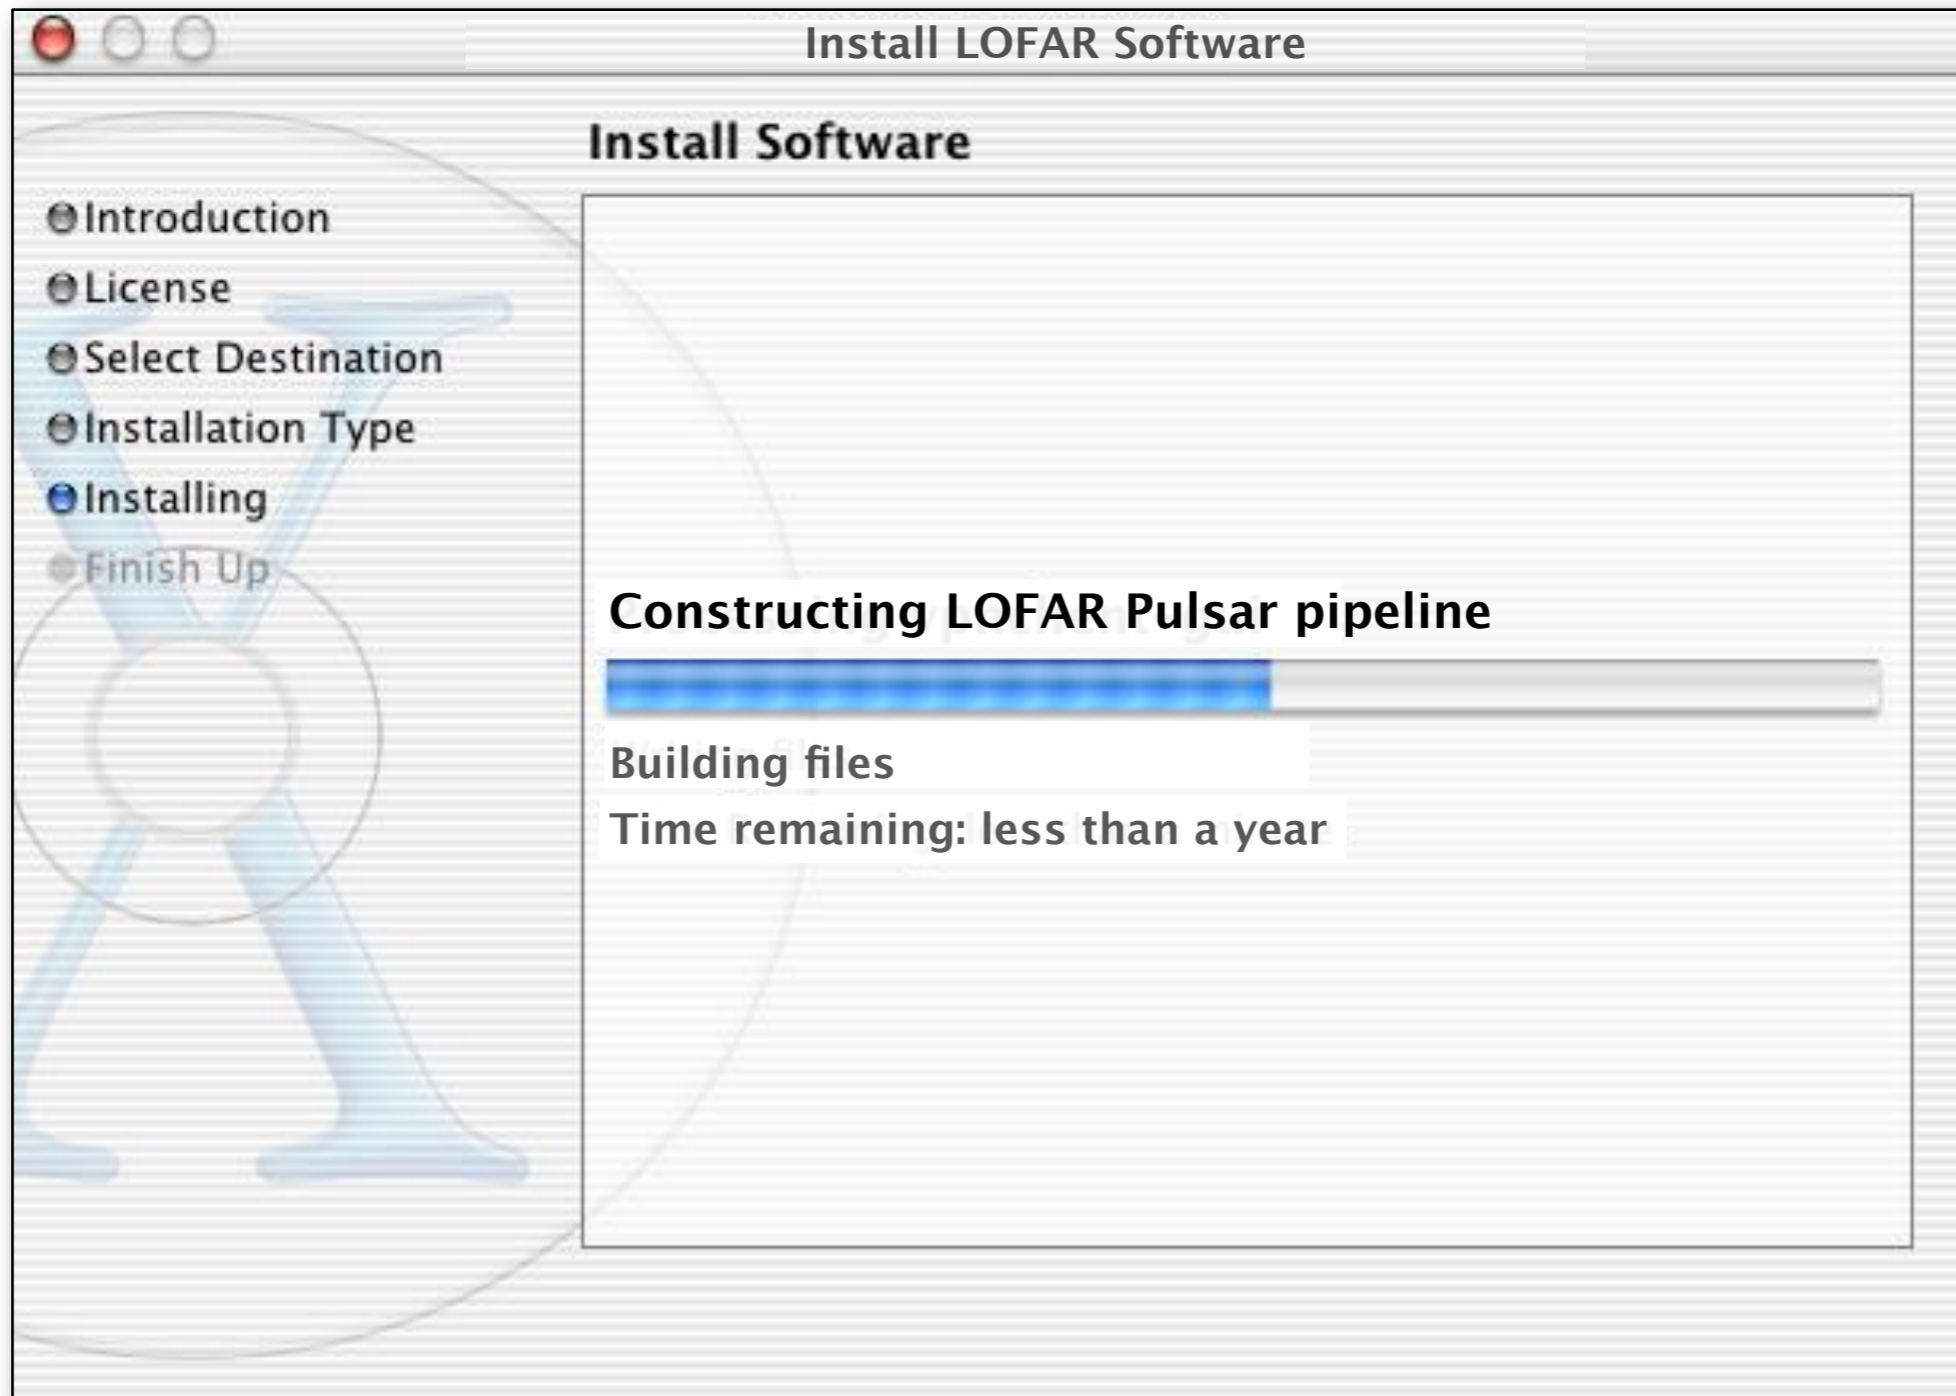 Install LOFAR Software
Install Software
Introduction
License
Select Destination
Installation Type
Installing
Finish Up
Constructing LOFAR Pulsar pipeline
Building files
Time remaining: less than a year